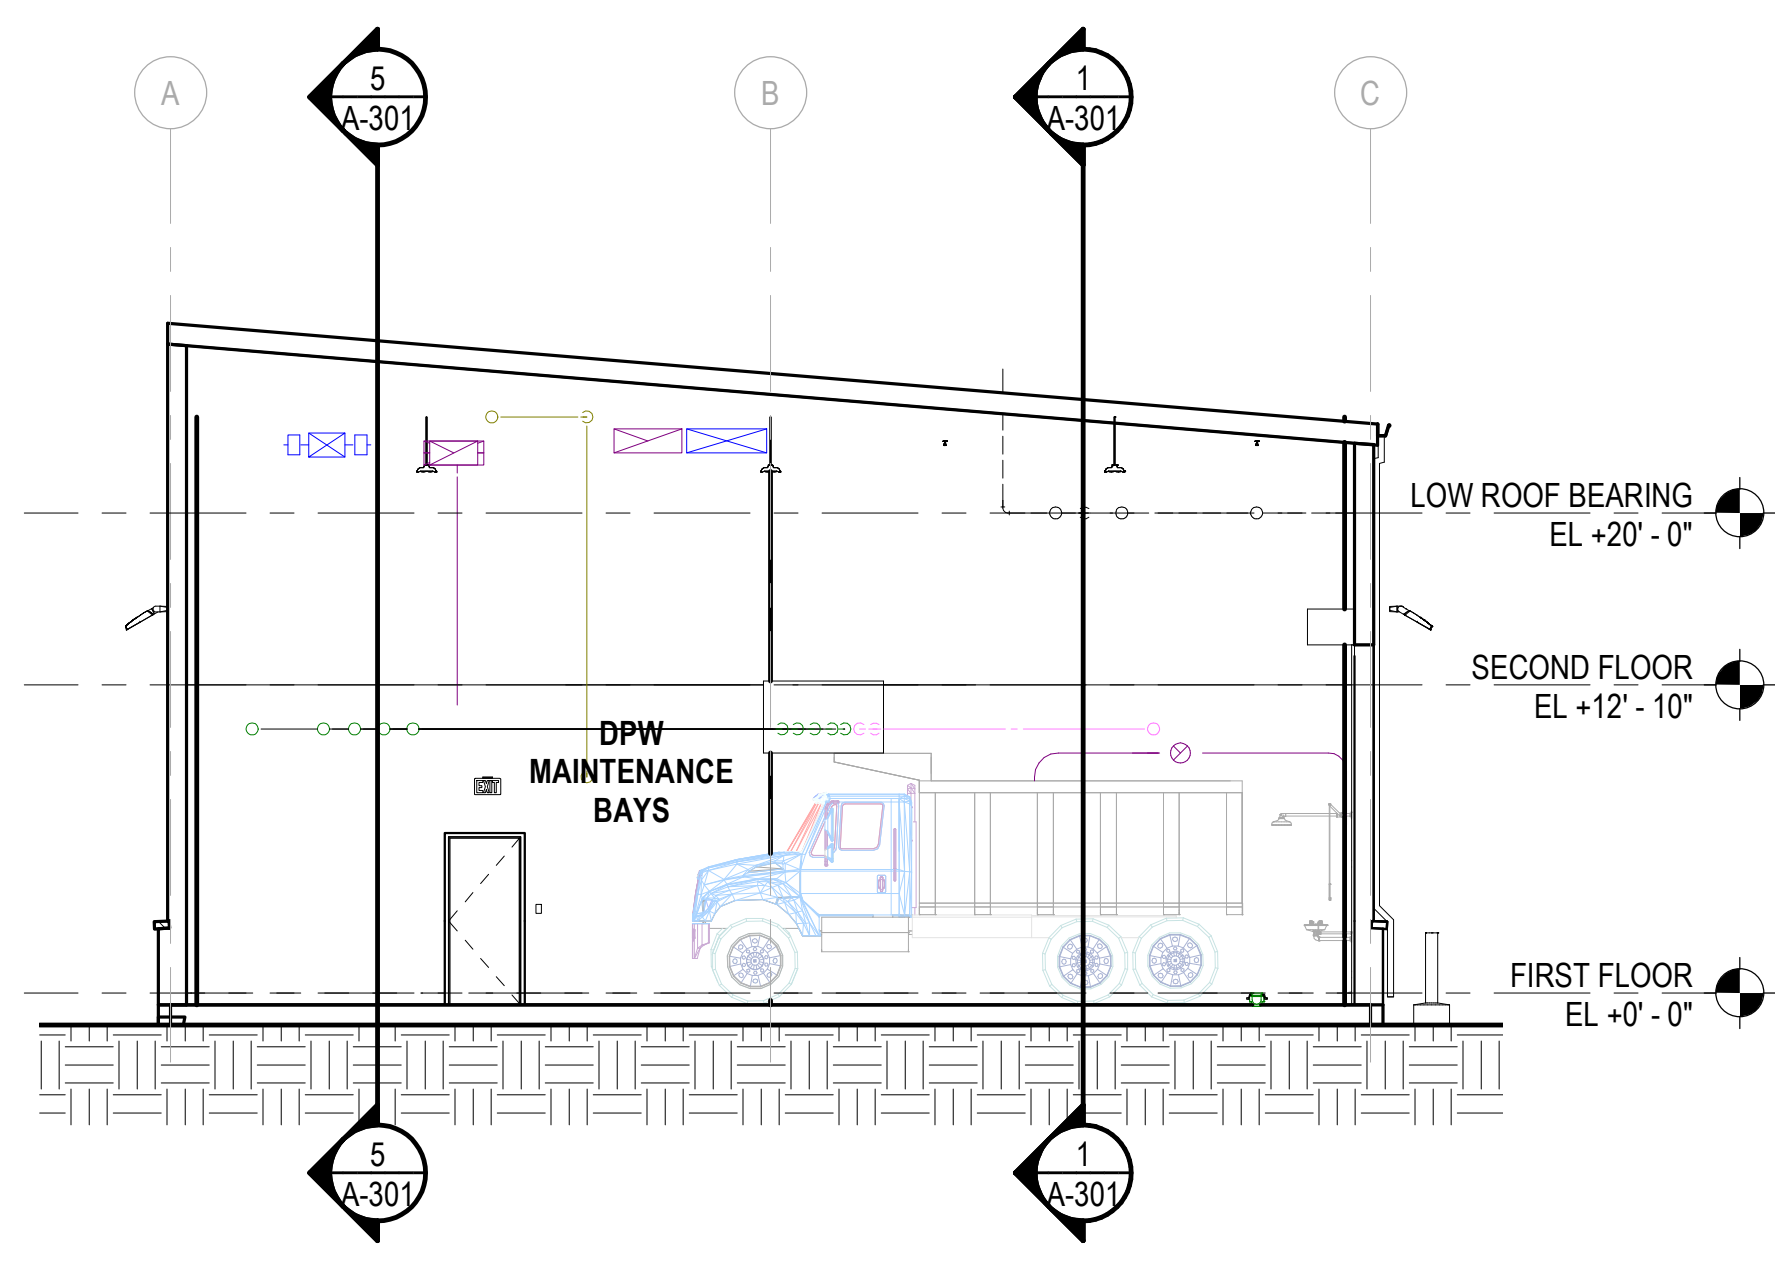 A
5
A-301
B
1
A-301
C
LOW ROOF BEARING
EL +20' - 0"
SECOND FLOOR
EL +12' - 10"
DPW
MAINTENANCE
BAYS
EXIT
FIRST FLOOR
EL +0' - 0"
5
A-301
1
A-301